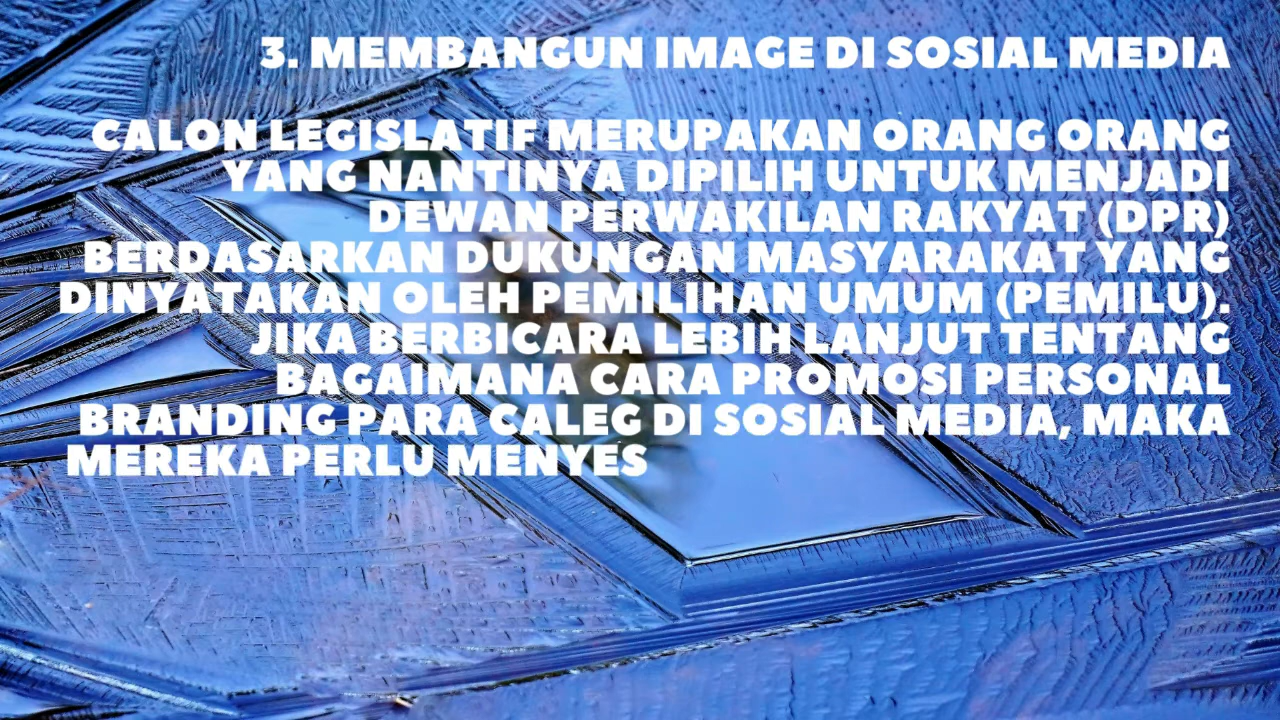 3. MEMBANGUN IMAGE DI SOSIAL MEDIA
CALON LEGISLATIF MERUPAKAN ORANG ORANG
YANG NANTINYA DIPILIH UNTUK MENJADI
DEWAN PERWAKILAN RAKYAT (DPR)
BERDASARKAN DUKUNGAN MASYARAKAT YANG
DINYATAKAN OLEH PEMILIHAN UMUM (PEMILU).
JIKA BERBICARA LEBIH LANJUT TENTANG
BAGAIMANA CARA PROMOSI PERSONAL
BRANDING PARA CALEG DI SOSIAL MEDIA, MAKA
MEREKA PERLU MENYES